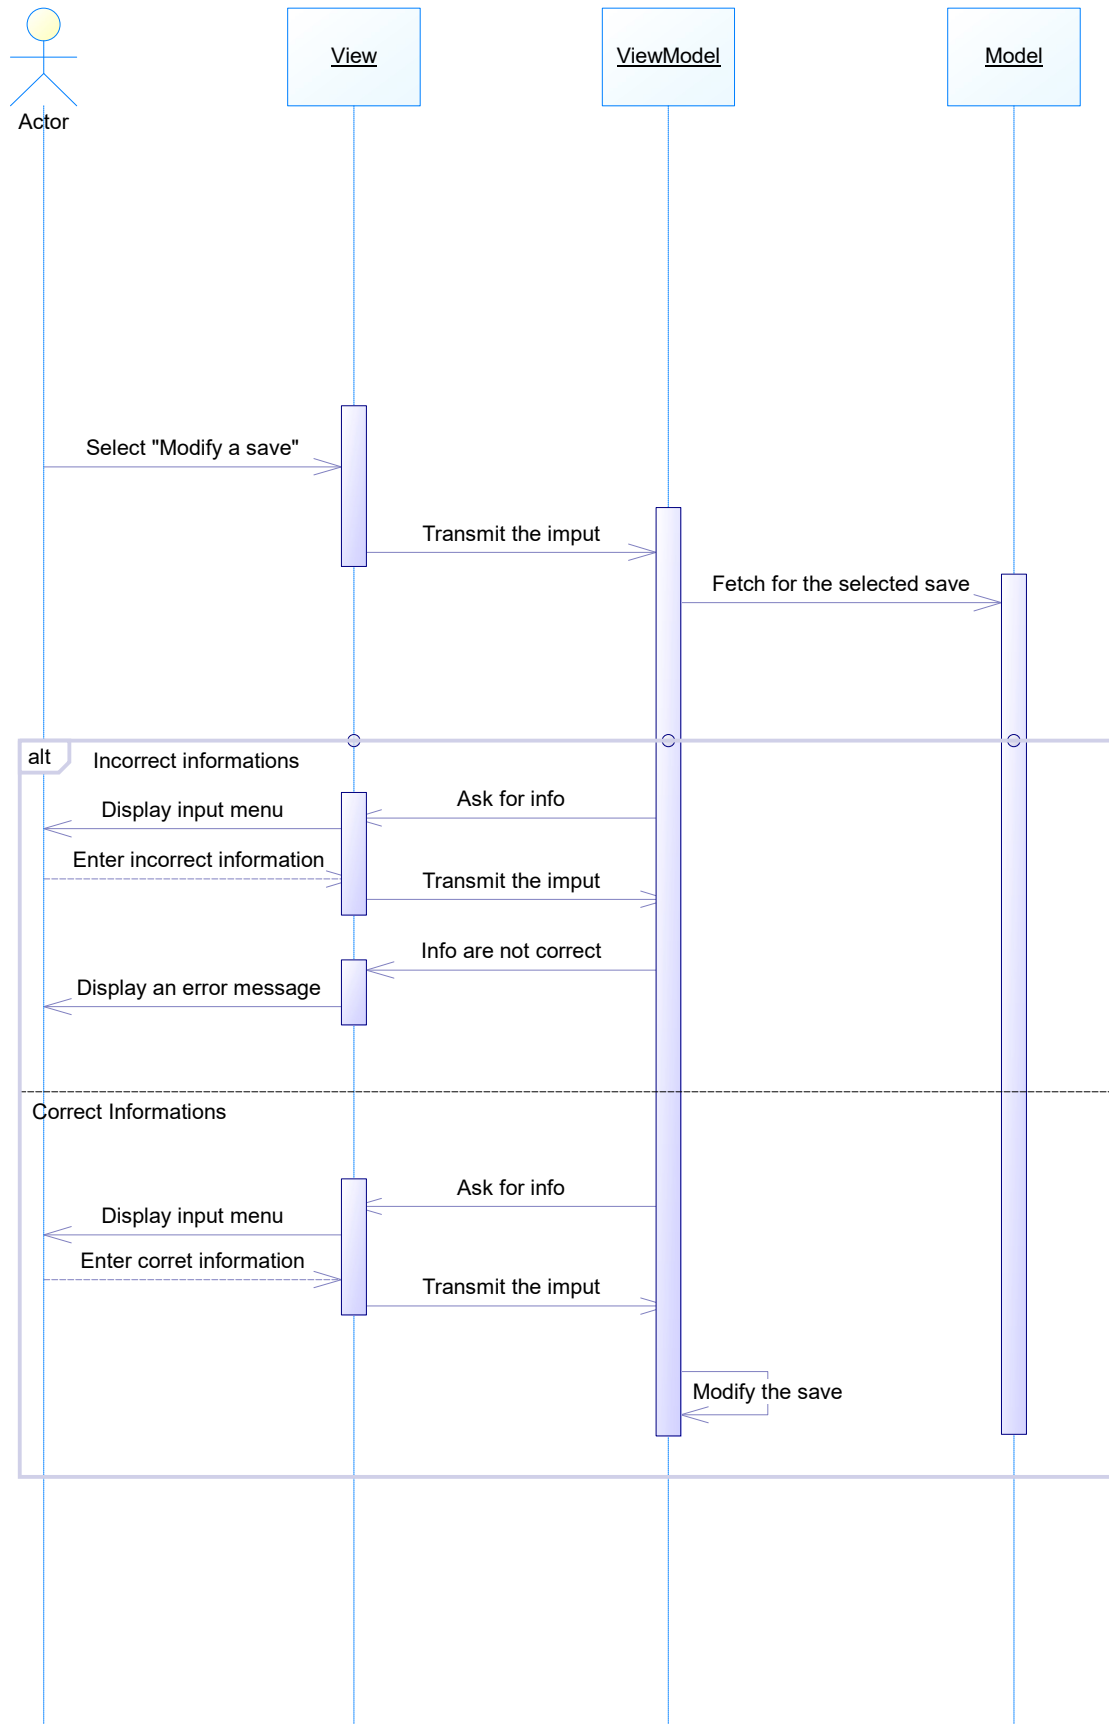 View
ViewModel
Model
Actor
Select "Modify a save"
Transmit the imput
Fetch for the selected save
alt
Incorrect informations
Ask for info
Display input menu
Enter incorrect information
Transmit the imput
Info are not correct
Display an error message
Correct Informations
Ask for info
Display input menu
Enter corret information
Transmit the imput
Modify the save